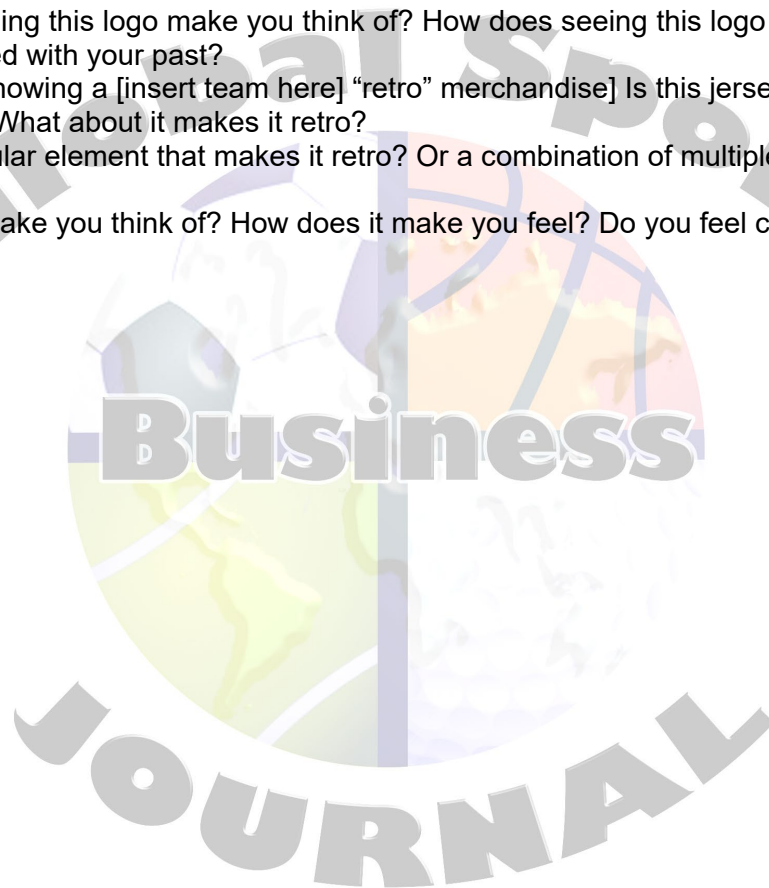 ing this logo make you think of? How does seeing this logo
d with your past?
howing a [insert team here] “retro” merchandise] Is this jerse
What about it makes it retro?
ular element that makes it retro? Or a combination of multiple
ake you think of? How does it make you feel? Do you feel c
lobal Spo
Business
JOURNAL